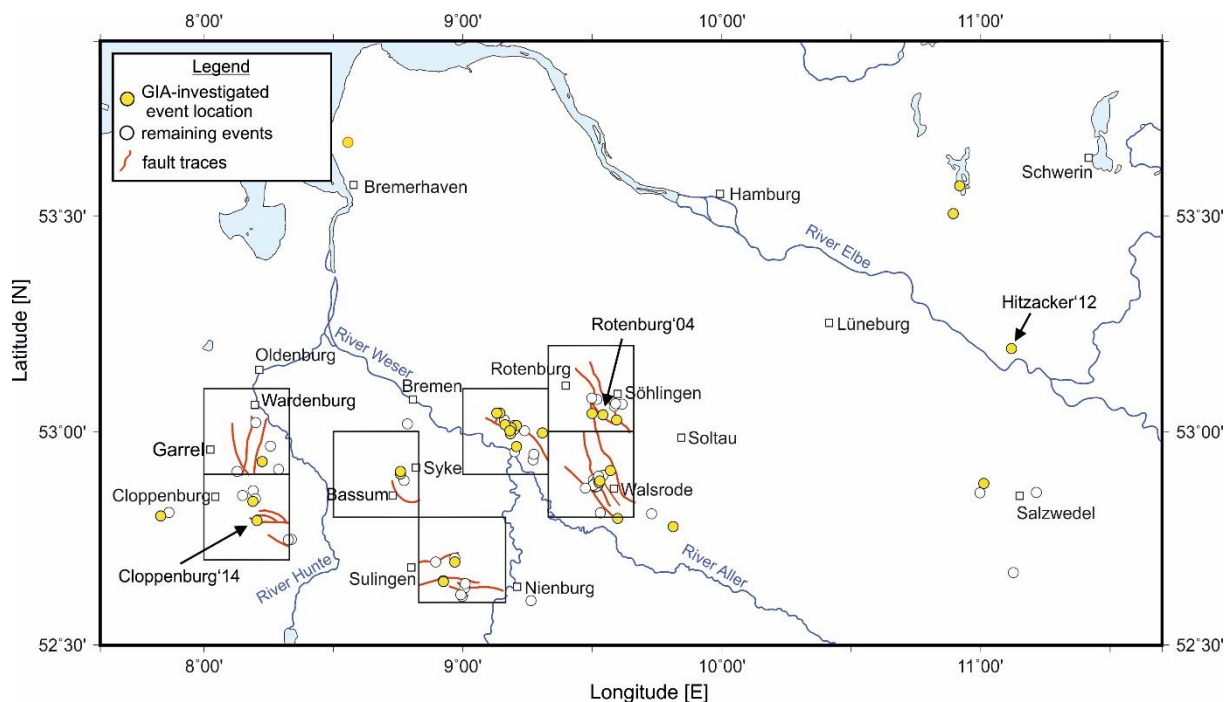 8°00' 9°00' 10°00' 11°00'
Legend
GIA-investigated
event location
remaining events
fault traces
Bremerhaven
Hamburg
Schwerin
53°30' 53°30'
River Elbe
Hitzacker‘12
Latitude [N]
Lüneburg
Rotenburg‘04
River Weser
Oldenburg
Rotenburg
Söhlingen
Bremen
Wardenburg
53°00' 53°00'
Garrel
Soltau
Syke
Bassum
Walsrode
Cloppenburg
Salzwedel
Cloppenburg‘14
River Hunte
Sulingen
Nienburg
River Aller
52°30' 52°30'
8°00' 9°00' 10°00' 11°00'
Longitude [E]